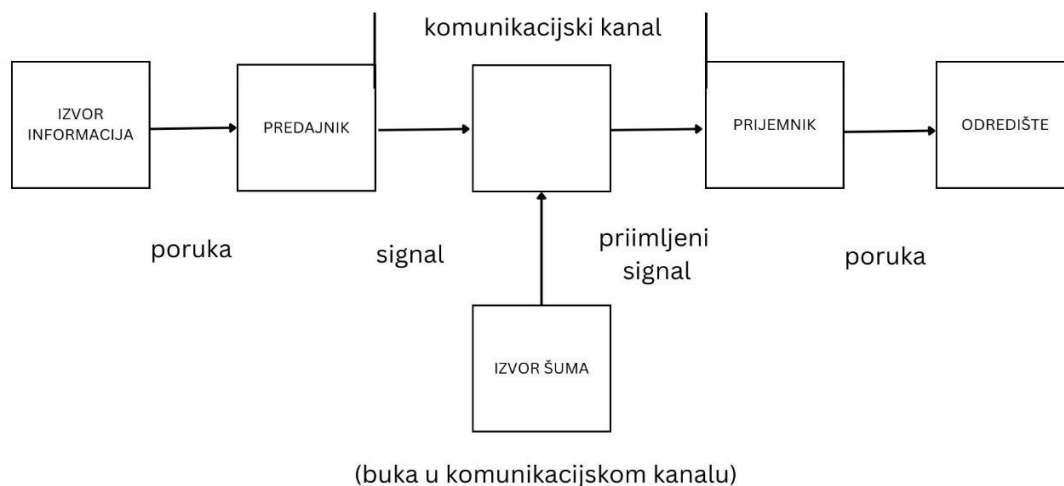 komunikacijski kanal
IZVOR
INFORMACIJA
PREDAJNIK
PRIJEMNIK
ODREDIŠTE
poruka
signal
priimljeni
signal
poruka
IZVOR ŠUMA
(buka u komunikacijskom kanalu)